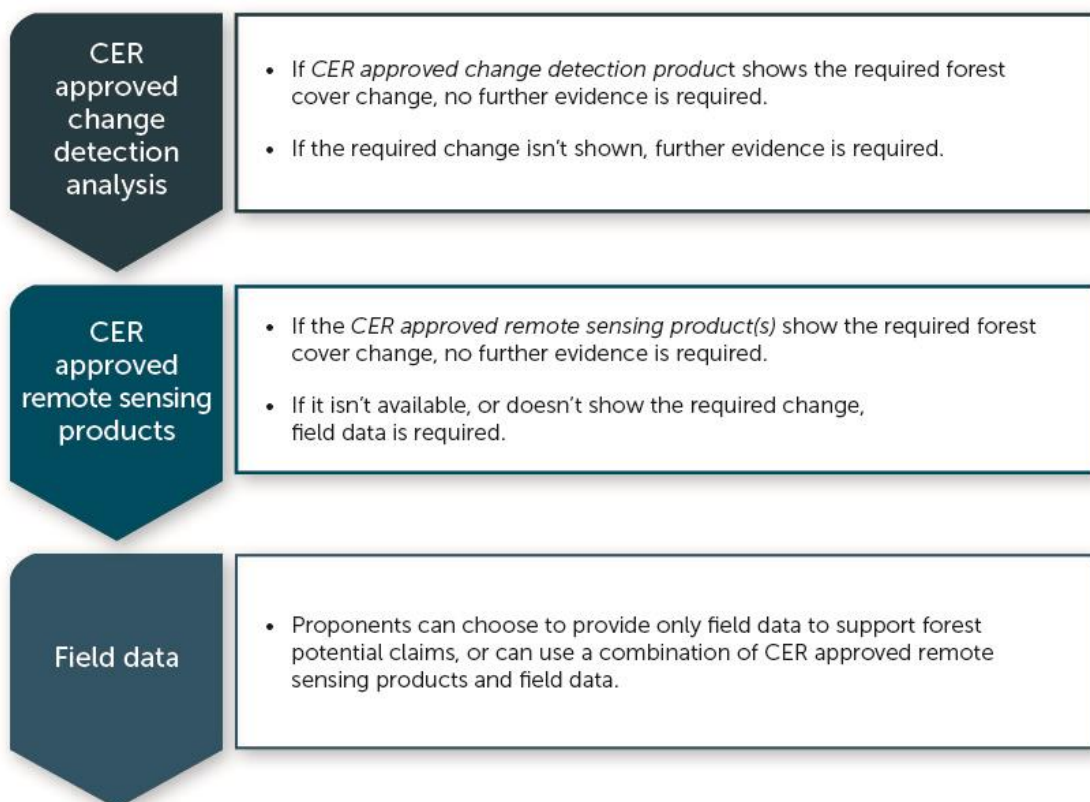 CER
approved
change
detection
analysis
• If CER approved change detection product shows the required forest
cover change, no further evidence is required.
• If the required change isn't shown, further evidence is required.
CER
approved
remote sensing
products
• If the CER approved remote sensing product(s) show the required forest
cover change, no further evidence is required.
• If it isn't available, or doesn't show the required change,
field data is required.
Field data
• Proponents can choose to provide only field data to support forest
potential claims, or can use a combination of CER approved remote
sensing products and field data.